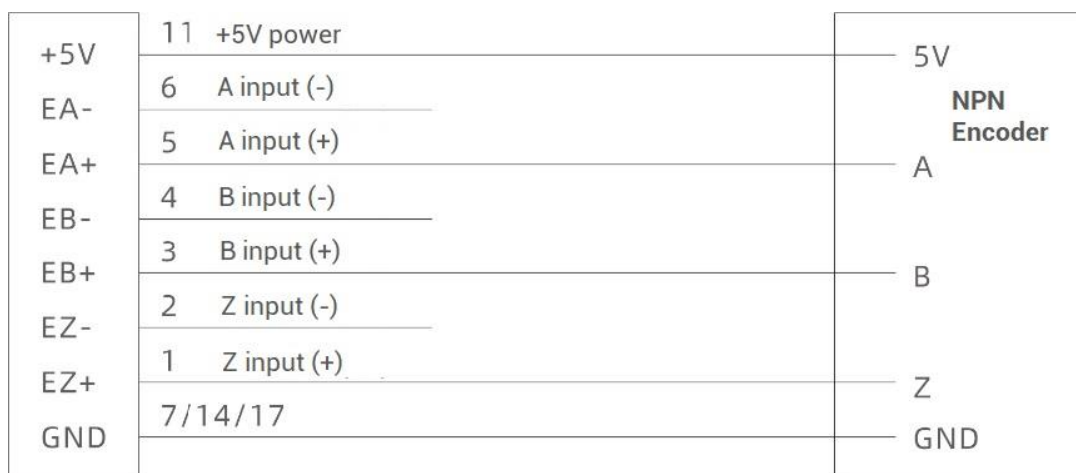 11 +5V power
+5V 5V
6 A input (-)
EA- NPN
Encoder
5 A input (+)
EA+ A
4 B input (-)
EB-
3 B input (+)
EB+ B
2 Z input (-)
EZ-
1 Z input (+)
EZ+ Z
7/14/17
GND GND